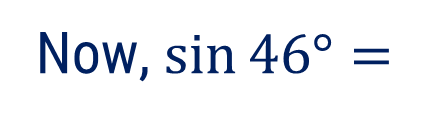 Now, sin 46° =